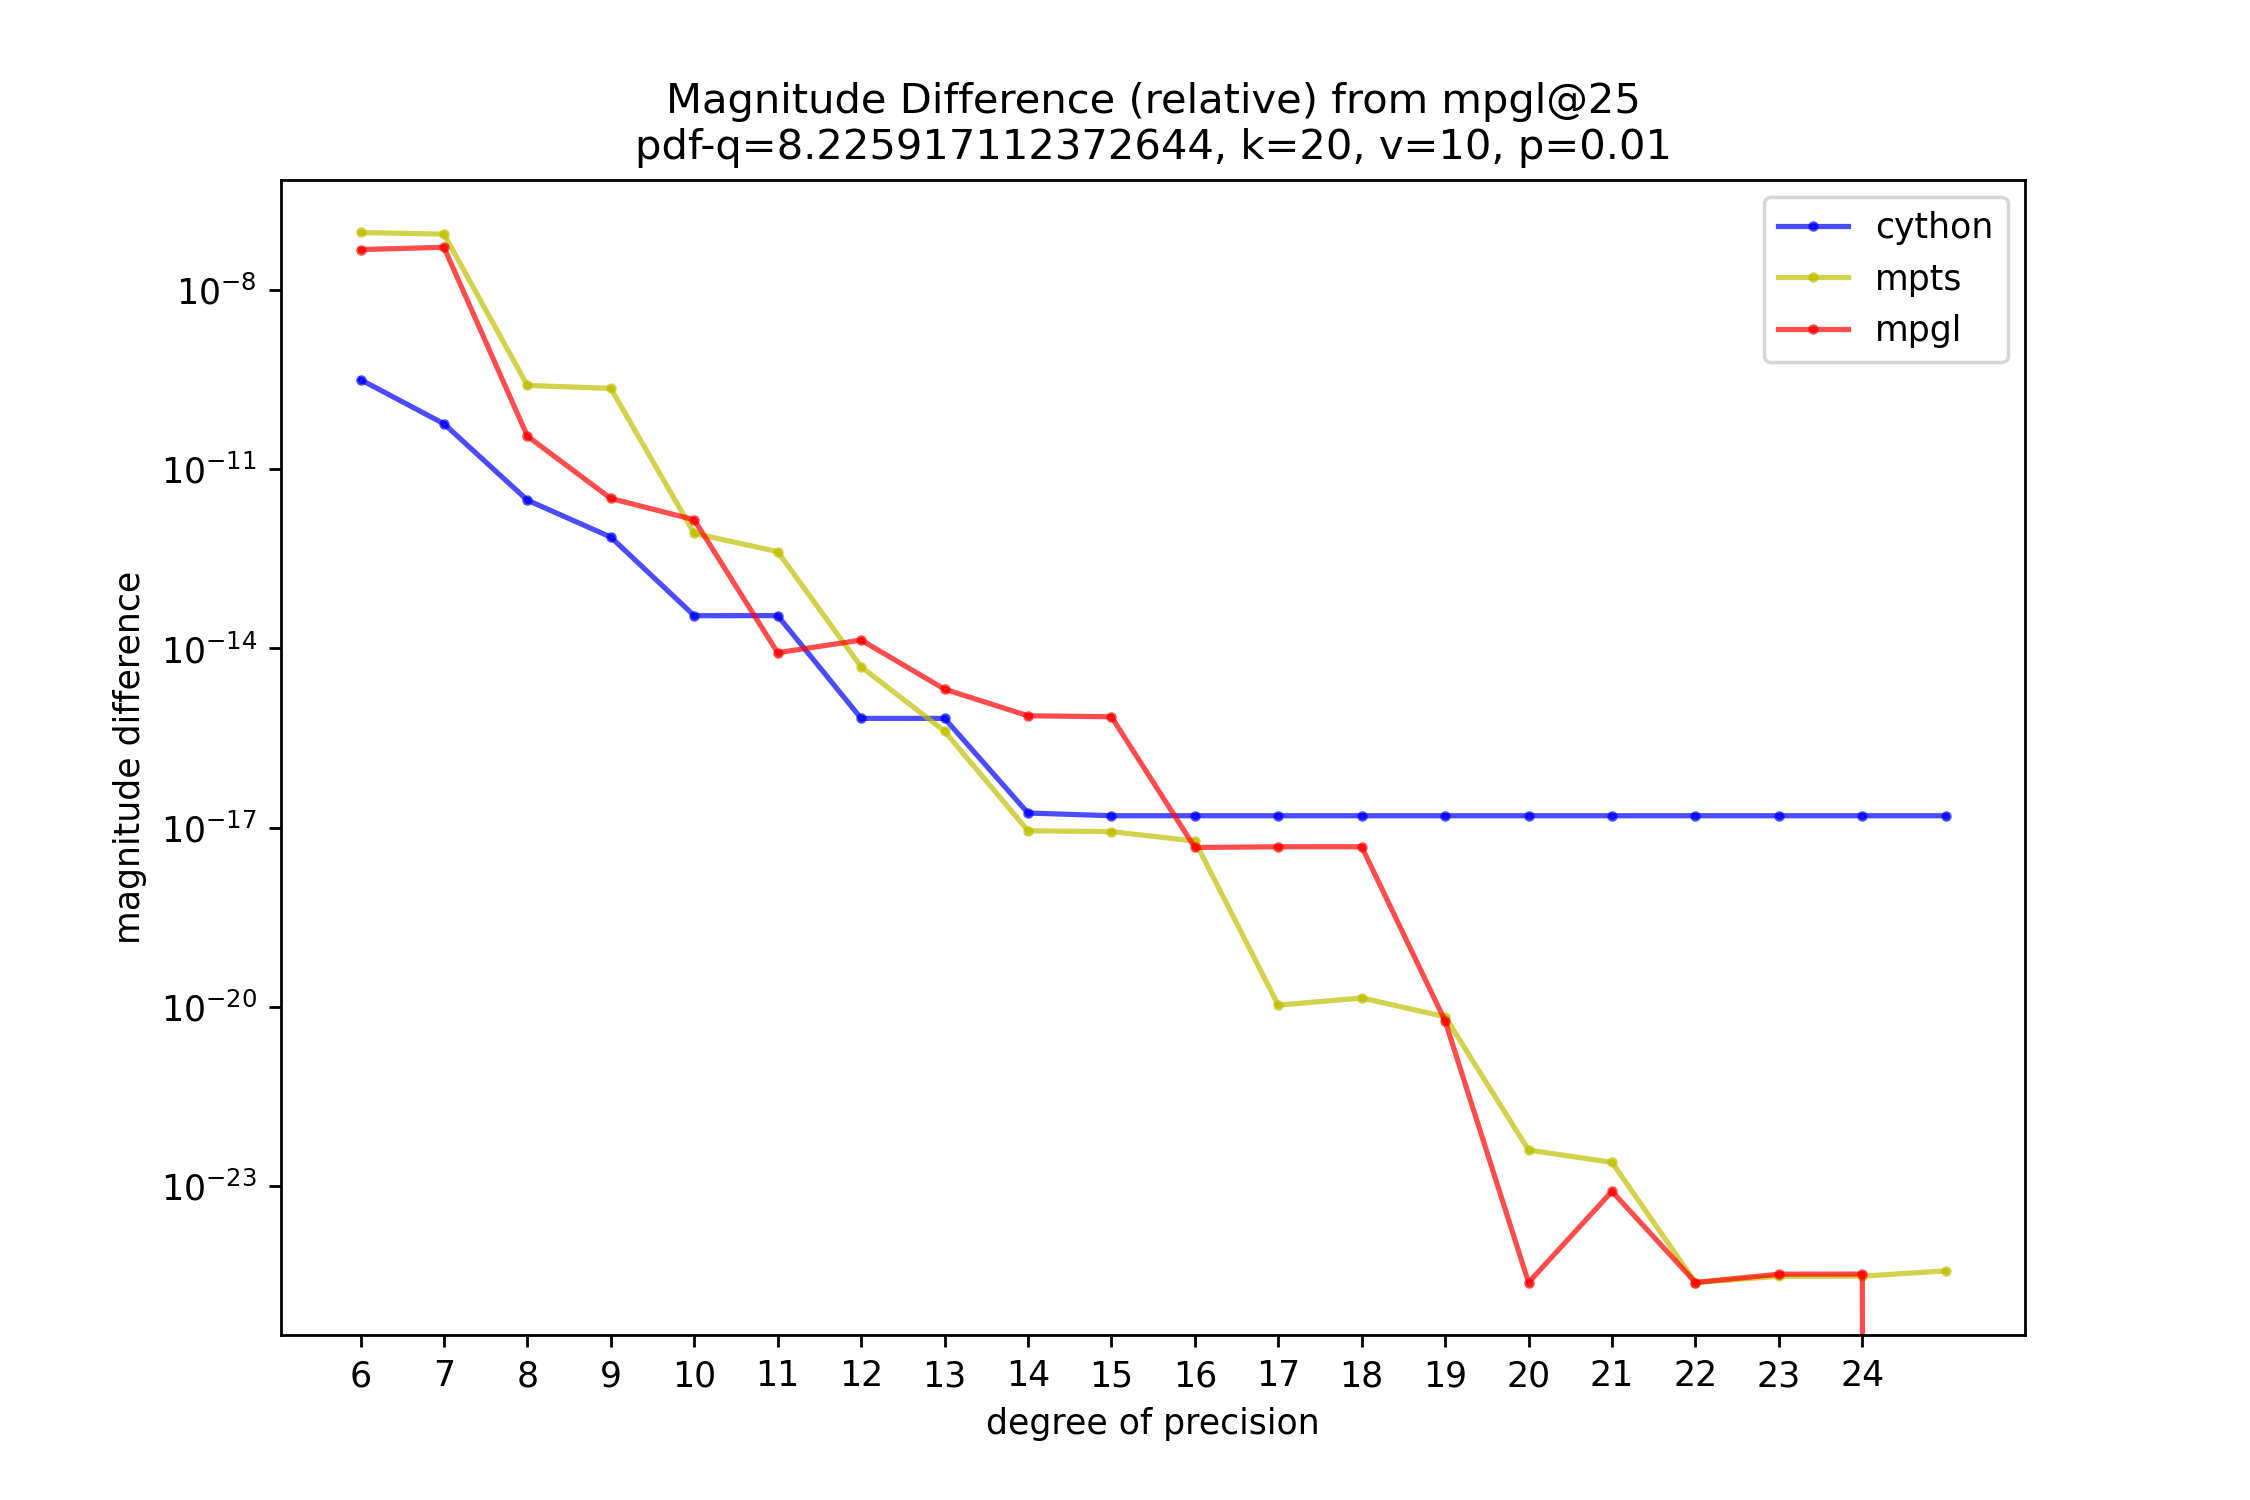 Magnitude Difference (relative) from mpgl@25
pdf-q=8.225917112372644, k=20, v=10, p=0.01
cython
mpts
mpgl
magnitude difference
10⁻⁸
10⁻¹¹
10⁻¹⁴
10⁻¹⁷
10⁻²⁰
10⁻²³
6 7 8 9 10 11 12 13 14 15 16 17 18 19 20 21 22 23 24
degree of precision